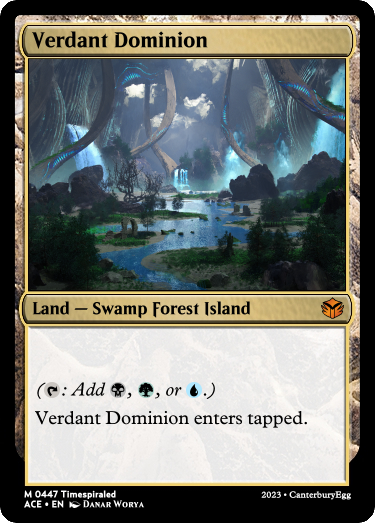 Verdant Dominion
Land — Swamp Forest Island
(: Add , , or .)
Verdant Dominion enters tapped.
M 0447 Timespiraled
ACE • EN Danar Worya
2023 • CanterburyEgg